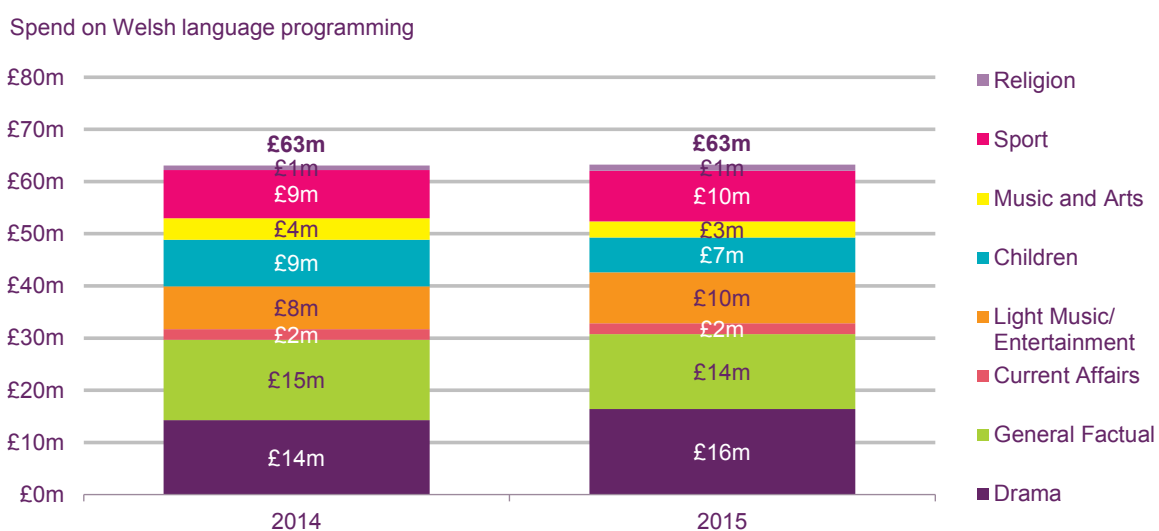 Spend on Welsh language programming
£80m
£70m
£60m
£50m
£40m
£30m
£20m
£10m
£0m
£63m
£1m
£9m
£4m
£9m
£8m
£2m
£15m
£14m
2014
£63m
£1m
£10m
£3m
£7m
£10m
£2m
£14m
£16m
2015
Religion
Sport
Music and Arts
Children
Light Music/
Entertainment
Current Affairs
General Factual
Drama